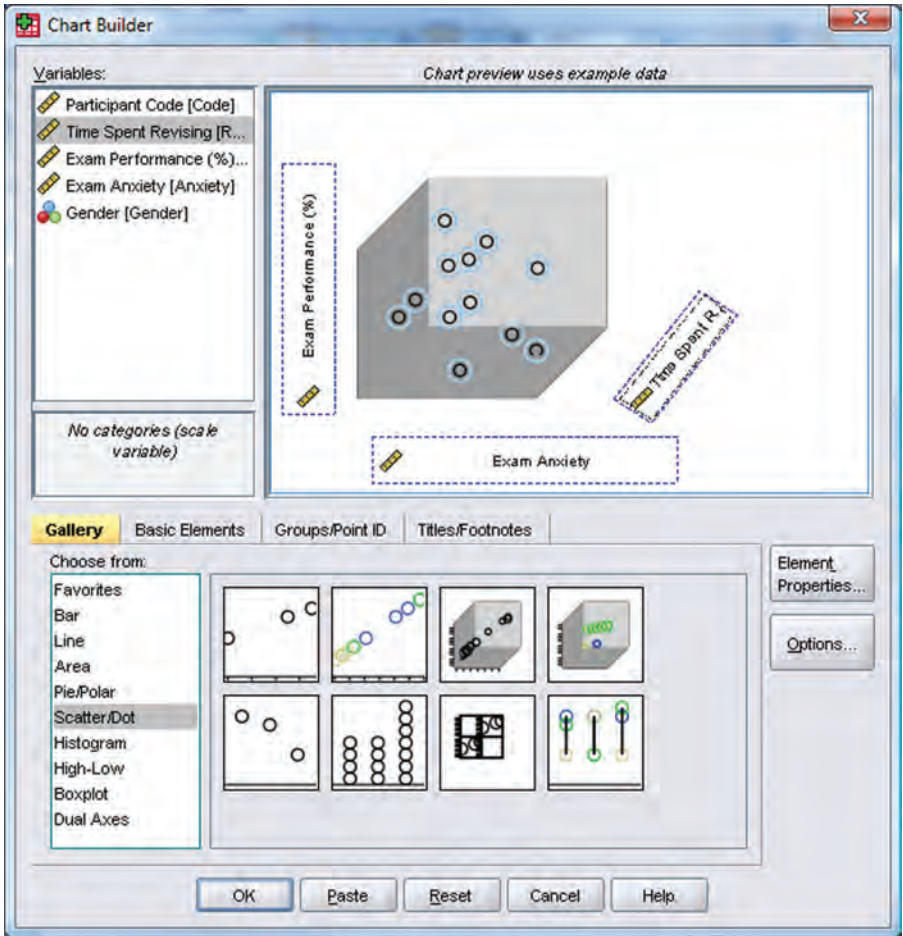 Chart Builder
Variables:
Chart preview uses example data
Participant Code [Code]
Time Spent Revising [R...
Exam Performance (%)...
Exam Anxiety [Anxiety]
Gender [Gender]
No categories (scale
variable)
Exam Performance (%)
Time Spent R.
Exam Anxiety
Gallery
Basic Elements
Groups/Point ID
Titles/Footnotes
Choose from:
Favorites
Bar
Line
Area
Pie/Polar
Scatter/Dot
Histogram
High-Low
Boxplot
Dual Axes
Element
Properties...
Options...
OK
Paste
Reset
Cancel
Help